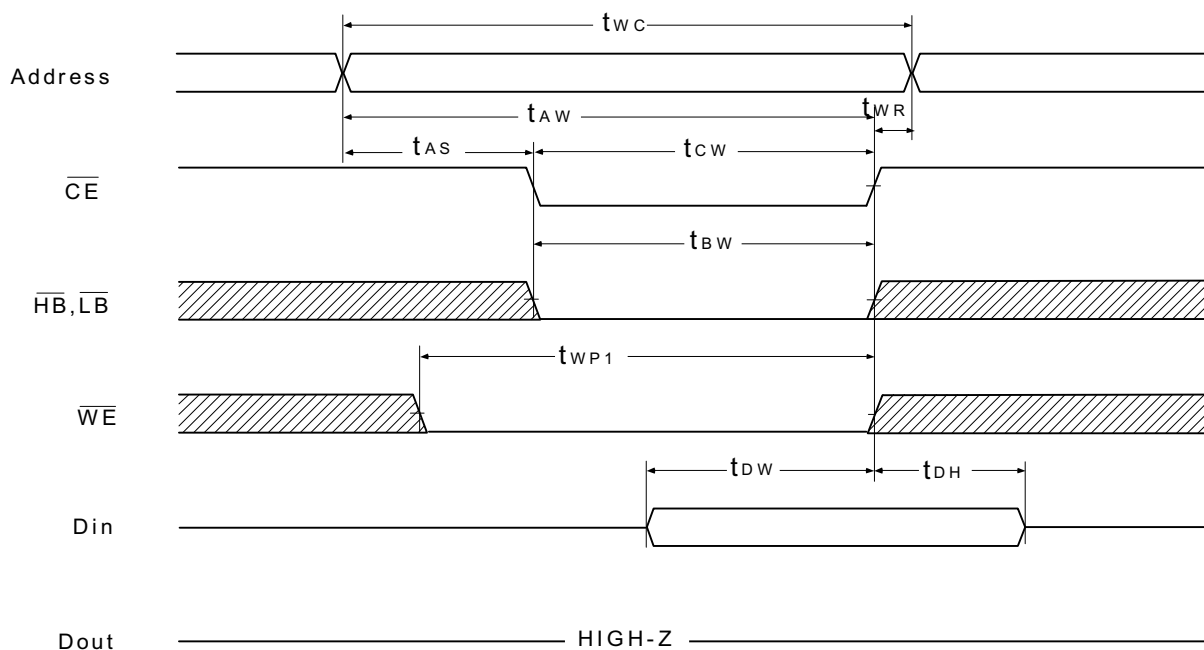 tWC
Address
tAW
tWR
tAS
tCW
CE
tBW
HB,LB
tWP1
WE
tDW
tDH
Din
Dout
HIGH-Z